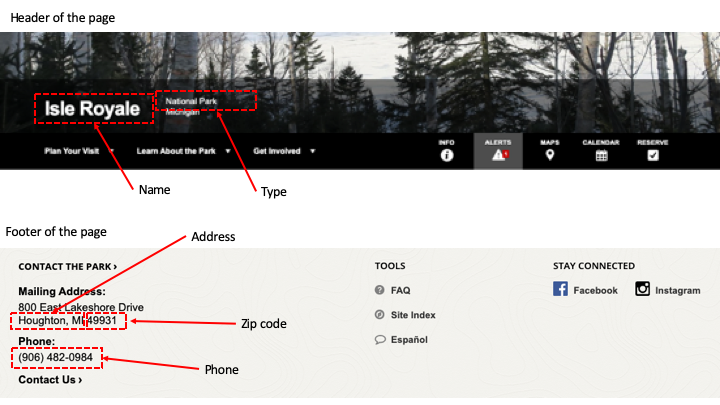 Header of the page
Isle Royale
National Park
Michigan
Plan Your Visit
Learn About the Park
Get Involved
INFO
ALERTS
MAPS
CALENDAR
RESERVE
Name
Type
Footer of the page
Address
CONTACT THE PARK ›
Mailing Address:
800 East Lakeshore Drive
Houghton, MI 49931
Phone:
(906) 482-0984
Contact Us ›
Zip code
Phone
TOOLS
FAQ
Site Index
Español
STAY CONNECTED
Facebook
Instagram